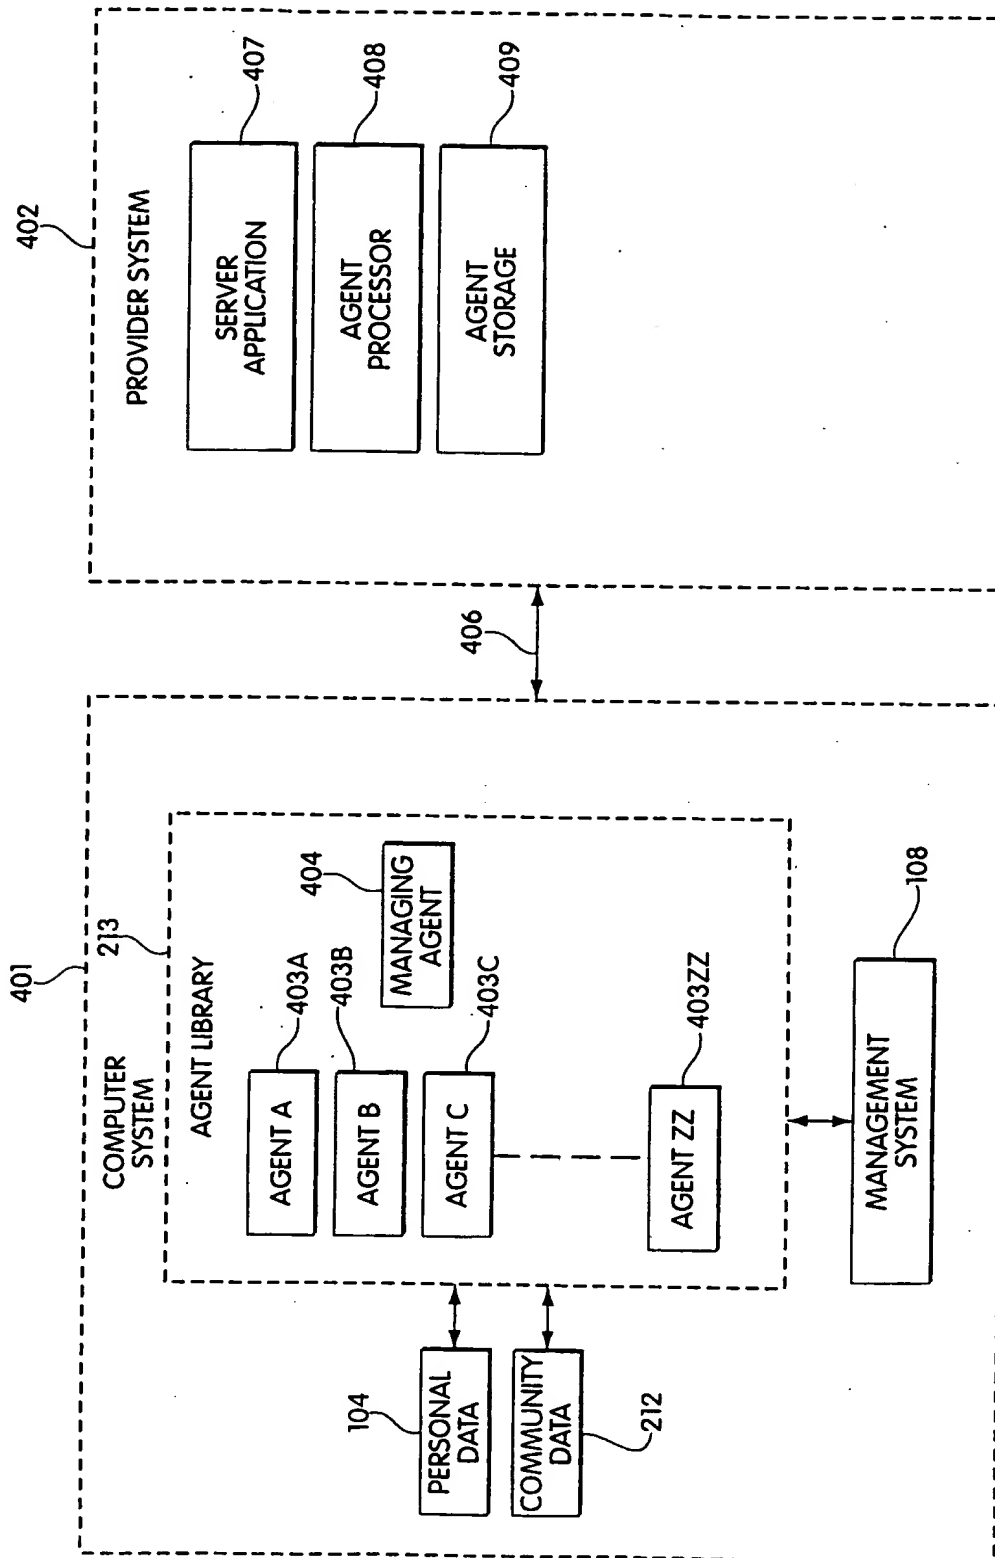 401
COMPUTER
SYSTEM
213
AGENT LIBRARY
AGENT A
403A
AGENT B
403B
AGENT C
403C
AGENT ZZ
403ZZ
404
MANAGING
AGENT
104
PERSONAL
DATA
COMMUNITY
DATA
212
MANAGEMENT
SYSTEM
108
406
402
PROVIDER SYSTEM
SERVER
APPLICATION
407
AGENT
PROCESSOR
408
AGENT
STORAGE
409